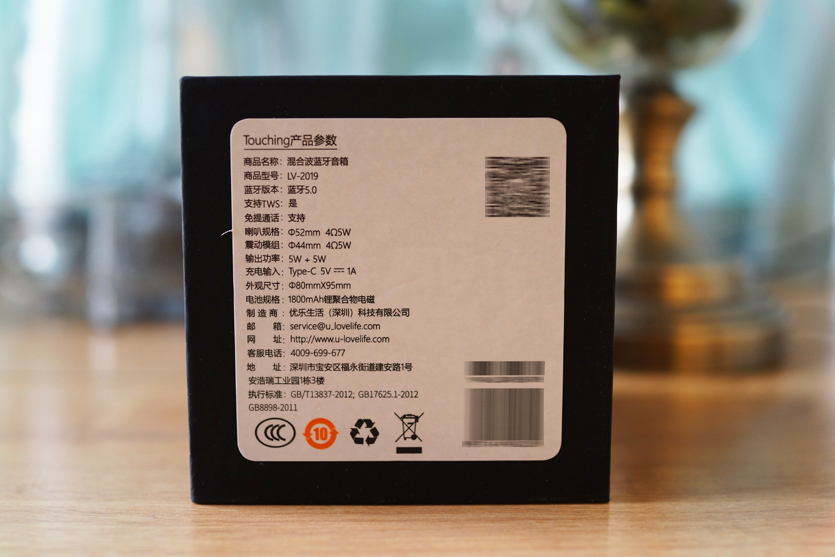 Touching产品参数
商品名称：混合波蓝牙音箱
商品型号：LV-2019
蓝牙版本：蓝牙5.0
支持TWS：是
免提通话：支持
喇叭规格：Φ52mm 4Ω5W
震动模组：Φ44mm 4Ω5W
输出功率：5W + 5W
充电输入：Type-C 5V ⎓ 1A
外观尺寸：Φ80mmX95mm
电池规格：1800mAh锂聚合物电磁
制 造 商：优乐生活（深圳）科技有限公司
邮 箱：service@u_lovelife.com
网 址：http://www.u-lovelife.com
客服电话：4009-699-677
地 址：深圳市宝安区福永街道建安路1号
安浩瑞工业园1栋3楼
执行标准：GB/T13837-2012; GB17625.1-2012
GB8898-2011
CCC
10